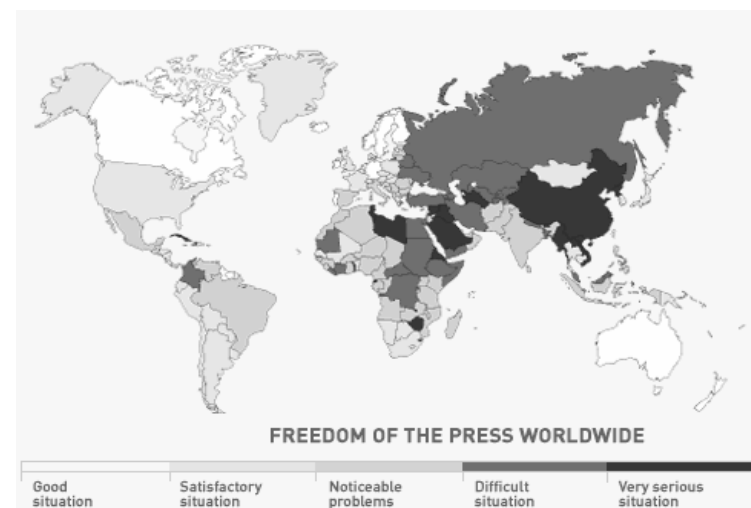 FREEDOM OF THE PRESS WORLDWIDE
Good situation
Satisfactory situation
Noticeable problems
Difficult situation
Very serious situation